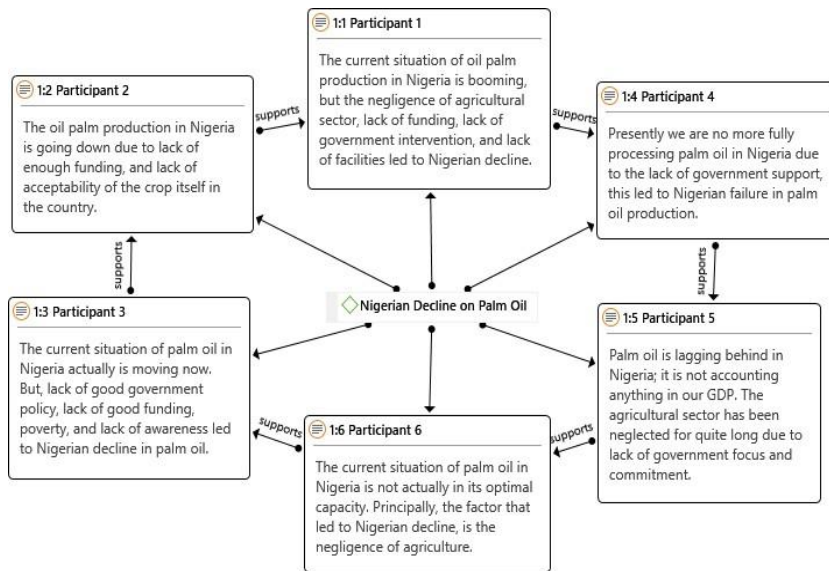 1:1 Participant 1
The current situation of oil palm
production in Nigeria is booming,
but the negligence of agricultural
sector, lack of funding, lack of
government intervention, and lack
of facilities led to Nigerian decline.
1:2 Participant 2
The oil palm production in Nigeria
is going down due to lack of
enough funding, and lack of
acceptability of the crop itself in
the country.
supports
supports
1:4 Participant 4
Presently we are no more fully
processing palm oil in Nigeria due
to the lack of government support,
this led to Nigerian failure in palm
oil production.
supports
supports
Nigerian Decline on Palm Oil
1:3 Participant 3
The current situation of palm oil in
Nigeria actually is moving now.
But, lack of good government
policy, lack of good funding,
poverty, and lack of awareness led
to Nigerian decline in palm oil.
1:5 Participant 5
Palm oil is lagging behind in
Nigeria; it is not accounting
anything in our GDP. The
agricultural sector has been
neglected for quite long due to
lack of government focus and
commitment.
supports
supports
1:6 Participant 6
The current situation of palm oil in
Nigeria is not actually in its optimal
capacity. Principally, the factor that
led to Nigerian decline, is the
negligence of agriculture.